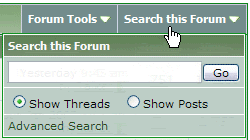 Forum Tools Search this Forum
Search this Forum
Go
Show Threads Show Posts
Advanced Search